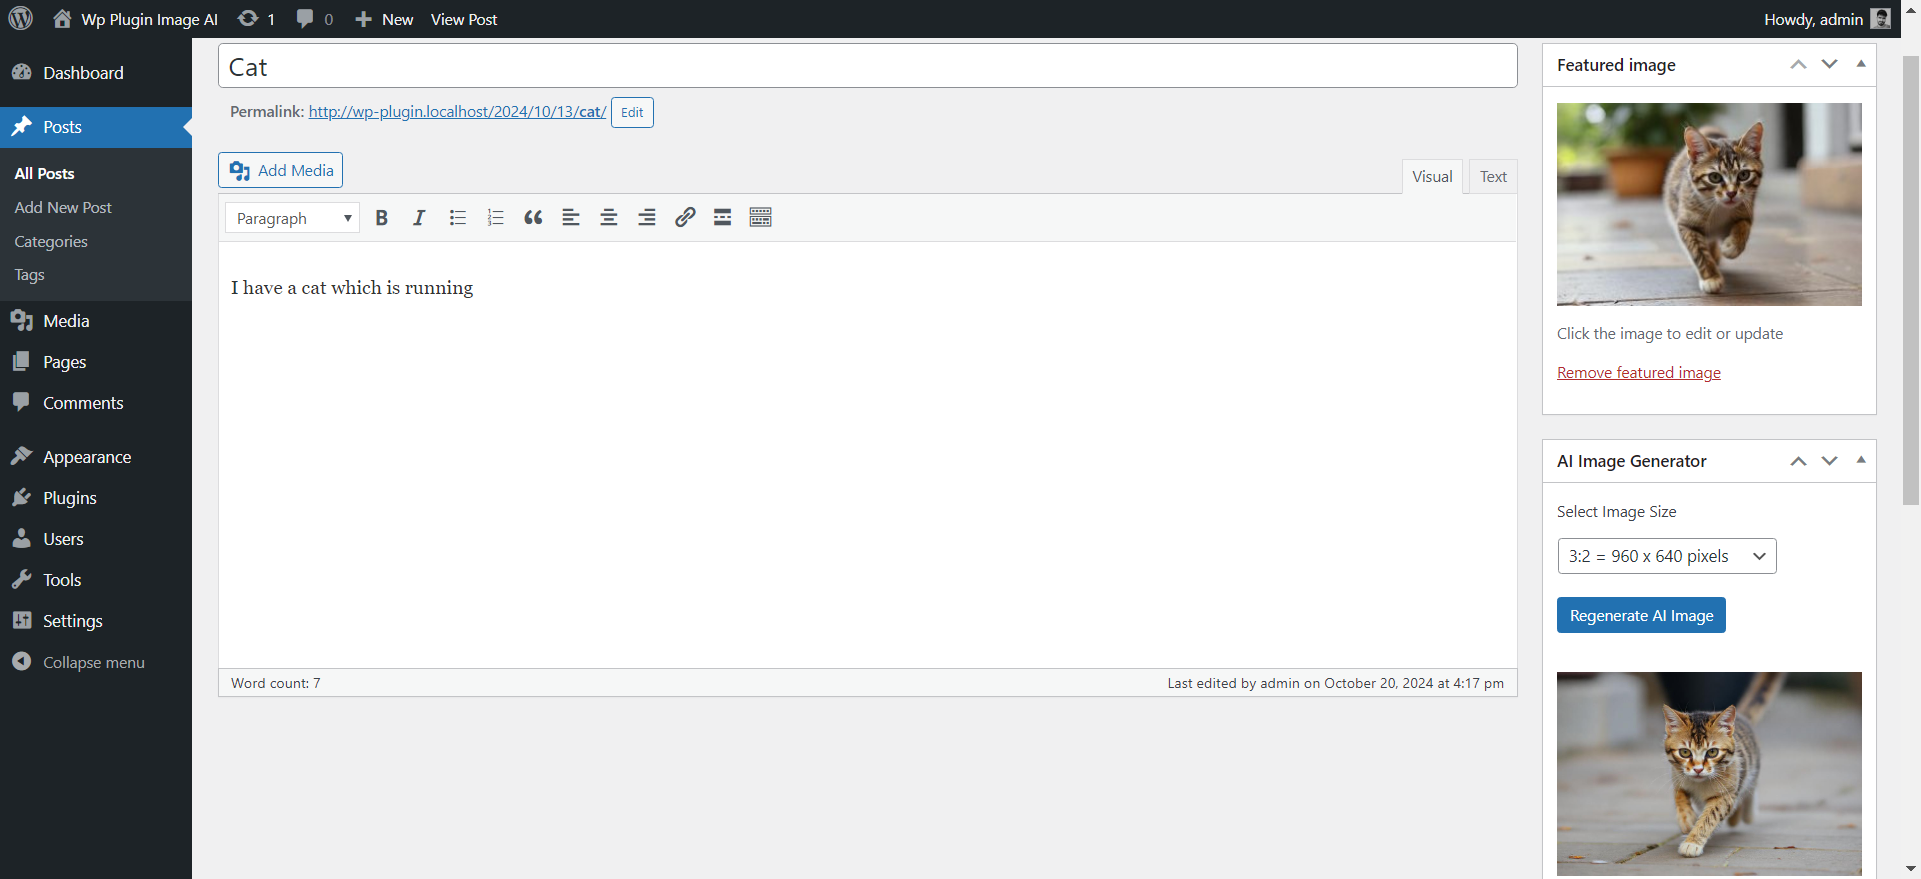 Wp Plugin Image AI 1 0 New View Post Howdy, admin
Dashboard
Posts
All Posts
Add New Post
Categories
Tags
Media
Pages
Comments
Appearance
Plugins
Users
Tools
Settings
Collapse menu
Cat
Permalink: http://wp-plugin.localhost/2024/10/13/cat/ Edit
Add Media
Visual Text
Paragraph
I have a cat which is running
Word count: 7 Last edited by admin on October 20, 2024 at 4:17 pm
Featured image
Click the image to edit or update
Remove featured image
AI Image Generator
Select Image Size
3:2 = 960 x 640 pixels
Regenerate AI Image